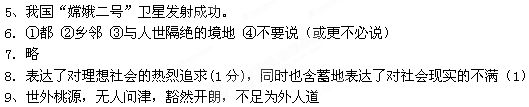 5、我国“嫦娥二号”卫星发射成功。
6. ①都 ②乡邻 ③与人世隔绝的境地 ④不要说（或更不必说）
7. 略
8. 表达了对理想社会的热烈追求(1 分)，同时也含蓄地表达了对社会现实的不满（1）
9、世外桃源，无人问津，豁然开朗，不足为外人道